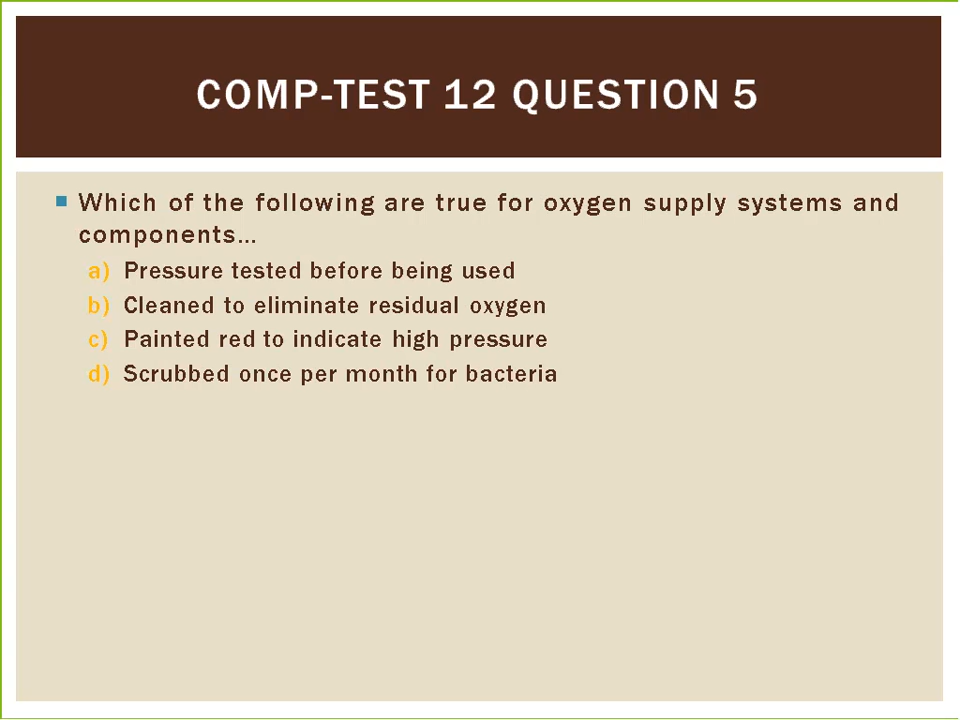 COMP-TEST 12 QUESTION 5
Which of the following are true for oxygen supply systems and
components…
a) Pressure tested before being used
b) Cleaned to eliminate residual oxygen
c) Painted red to indicate high pressure
d) Scrubbed once per month for bacteria